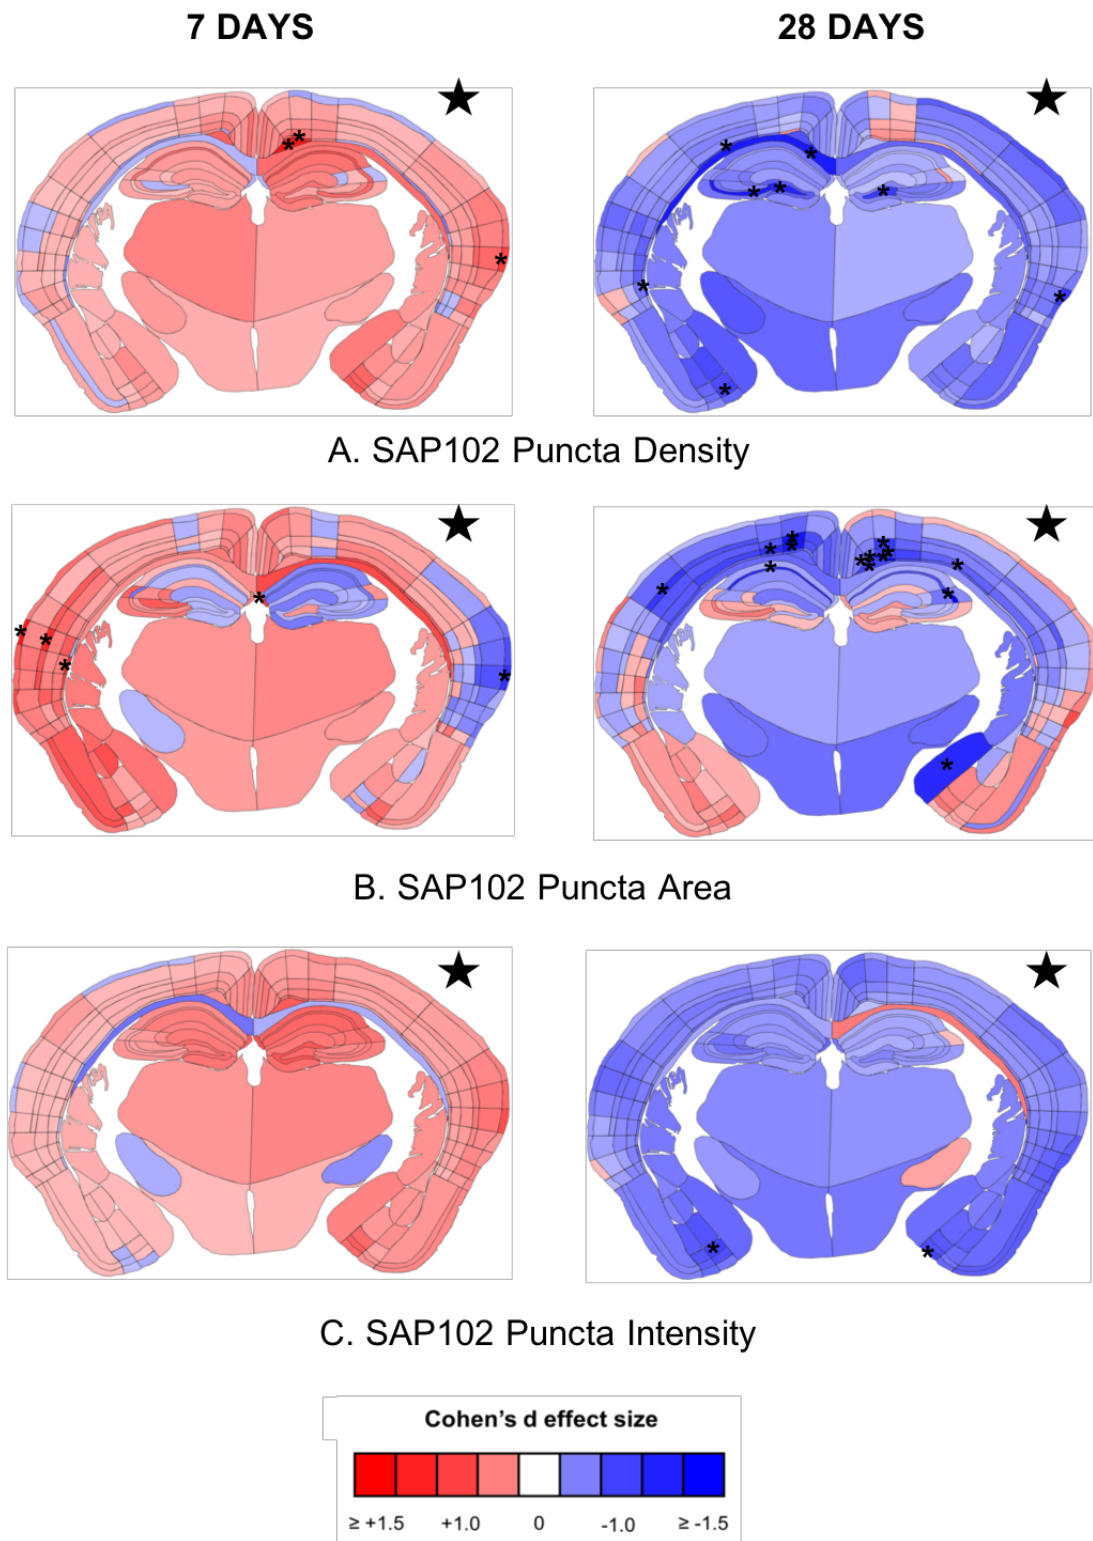 7 DAYS 28 DAYS
A. SAP102 Puncta Density
B. SAP102 Puncta Area
C. SAP102 Puncta Intensity
Cohen's d effect size
≥ +1.5 +1.0 0 -1.0 ≥ -1.5